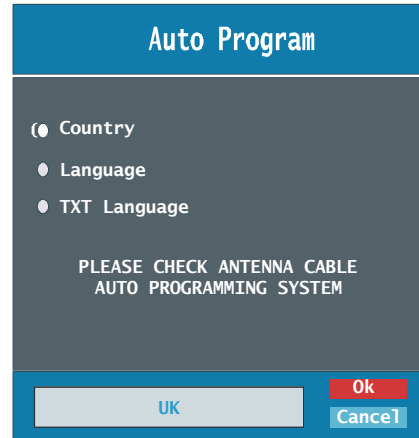 Auto Program
Country
Language
TXT Language
PLEASE CHECK ANTENNA CABLE
AUTO PROGRAMMING SYSTEM
UK
Ok
Cancel